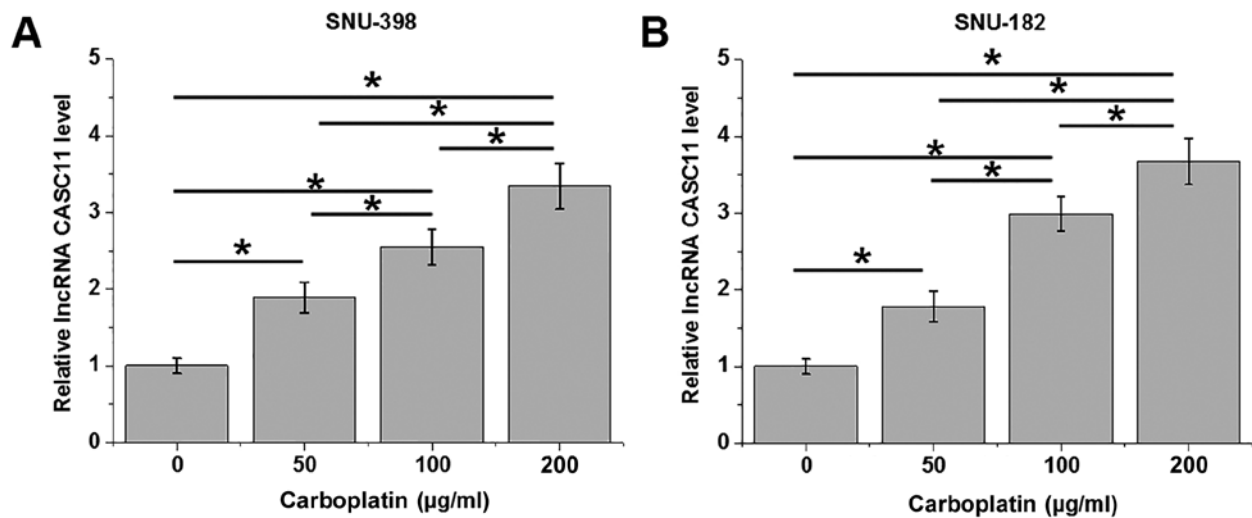 A
SNU-398
Relative lncRNA CASC11 level
5
4
3
2
1
0
*
*
*
*
*
*
0 50 100 200
Carboplatin (µg/ml)
B
SNU-182
Relative lncRNA CASC11 level
5
4
3
2
1
0
*
*
*
*
*
*
0 50 100 200
Carboplatin (µg/ml)